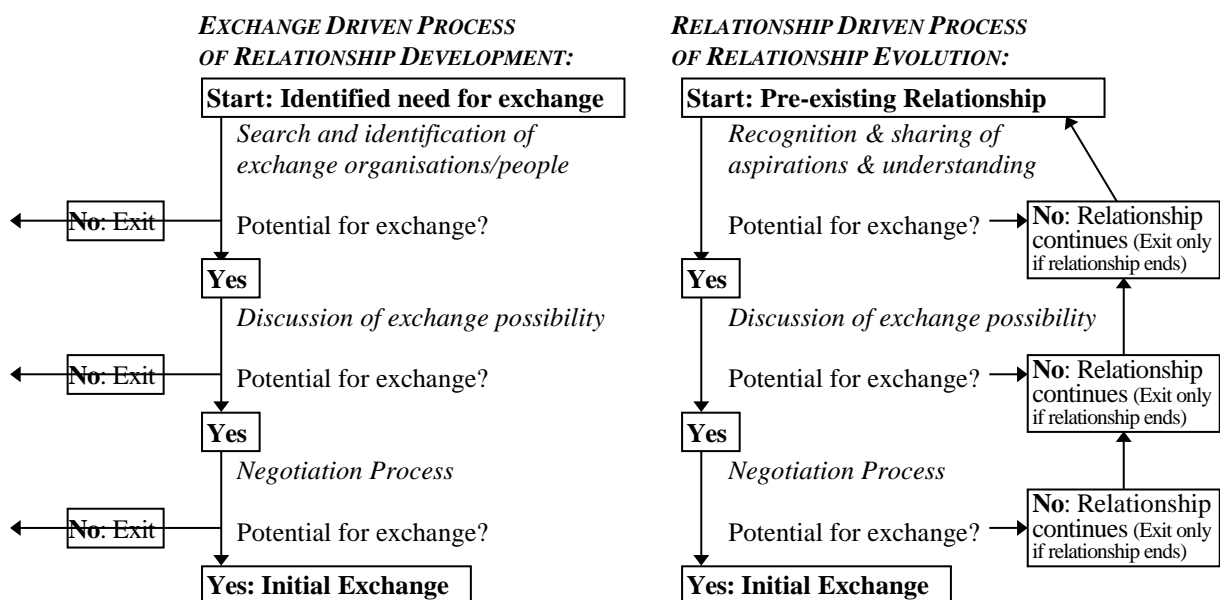 EXCHANGE DRIVEN PROCESS
OF RELATIONSHIP DEVELOPMENT:
Start: Identified need for exchange
Search and identification of
exchange organisations/people
No: Exit
Potential for exchange?
Yes
Discussion of exchange possibility
No: Exit
Potential for exchange?
Yes
Negotiation Process
No: Exit
Potential for exchange?
Yes: Initial Exchange
RELATIONSHIP DRIVEN PROCESS
OF RELATIONSHIP EVOLUTION:
Start: Pre-existing Relationship
Recognition & sharing of
aspirations & understanding
Potential for exchange?
No: Relationship
continues (Exit only
if relationship ends)
Yes
Discussion of exchange possibility
Potential for exchange?
No: Relationship
continues (Exit only
if relationship ends)
Yes
Negotiation Process
Potential for exchange?
No: Relationship
continues (Exit only
if relationship ends)
Yes: Initial Exchange